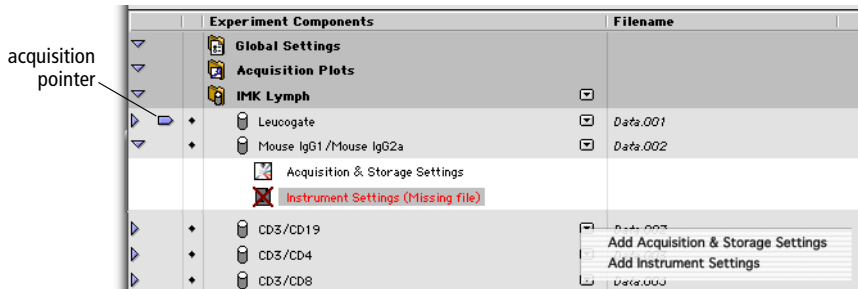 Experiment Components Filename
Global Settings
acquisition
pointer
Acquisition Plots
IMK Lymph
Leucogate Data.001
Mouse IgG1/Mouse IgG2a Data.002
Acquisition & Storage Settings
Instrument Settings (Missing file)
CD3/CD19
Add Acquisition & Storage Settings
CD3/CD4
Add Instrument Settings
CD3/CD8 Data.005